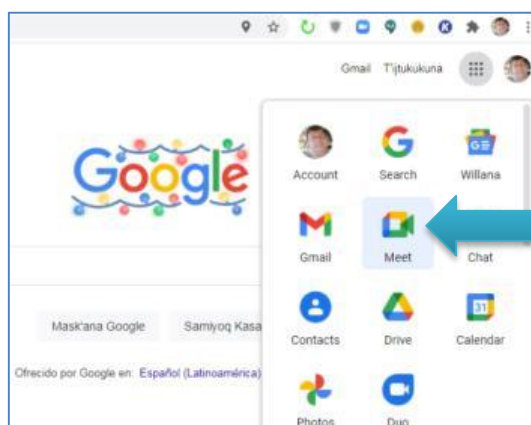 Gmail T'ijtukukuna
Google
Account Search Willana
Gmail Meet Chat
Contacts Drive Calendar
31
Mask'ana Google Samiyoq Kasa
Ofrecido por Google en: Español (Latinoamérica)
Photos Duo